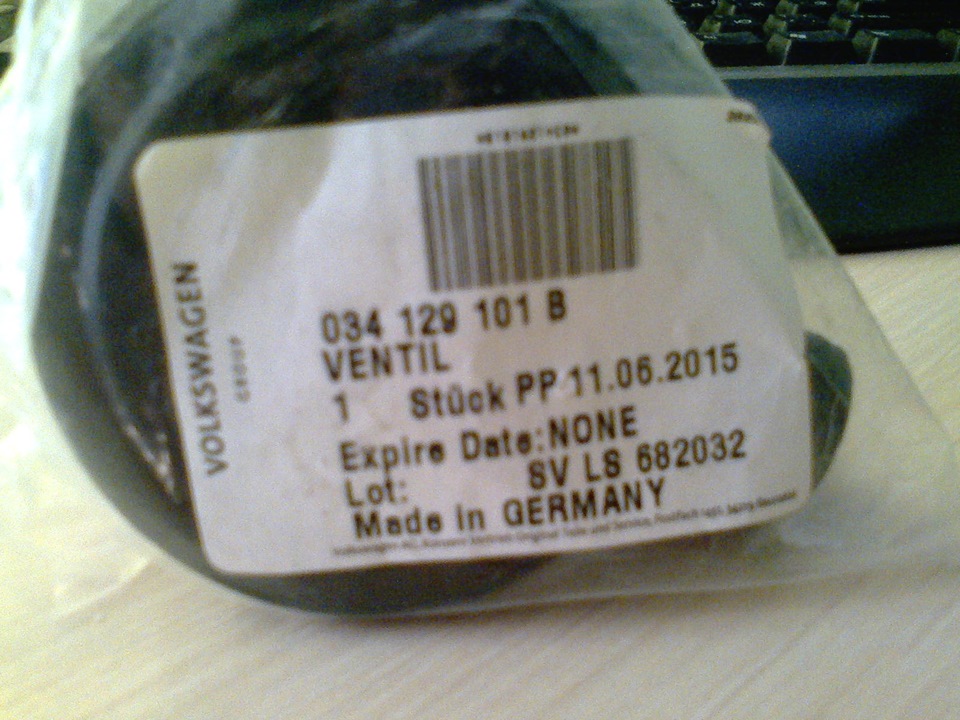 VOLKSWAGEN
GROUP
034 129 101 B
VENTIL
1 Stück PP 11.06.2015
Expire Date:NONE
Lot: SV LS 682032
Made in GERMANY